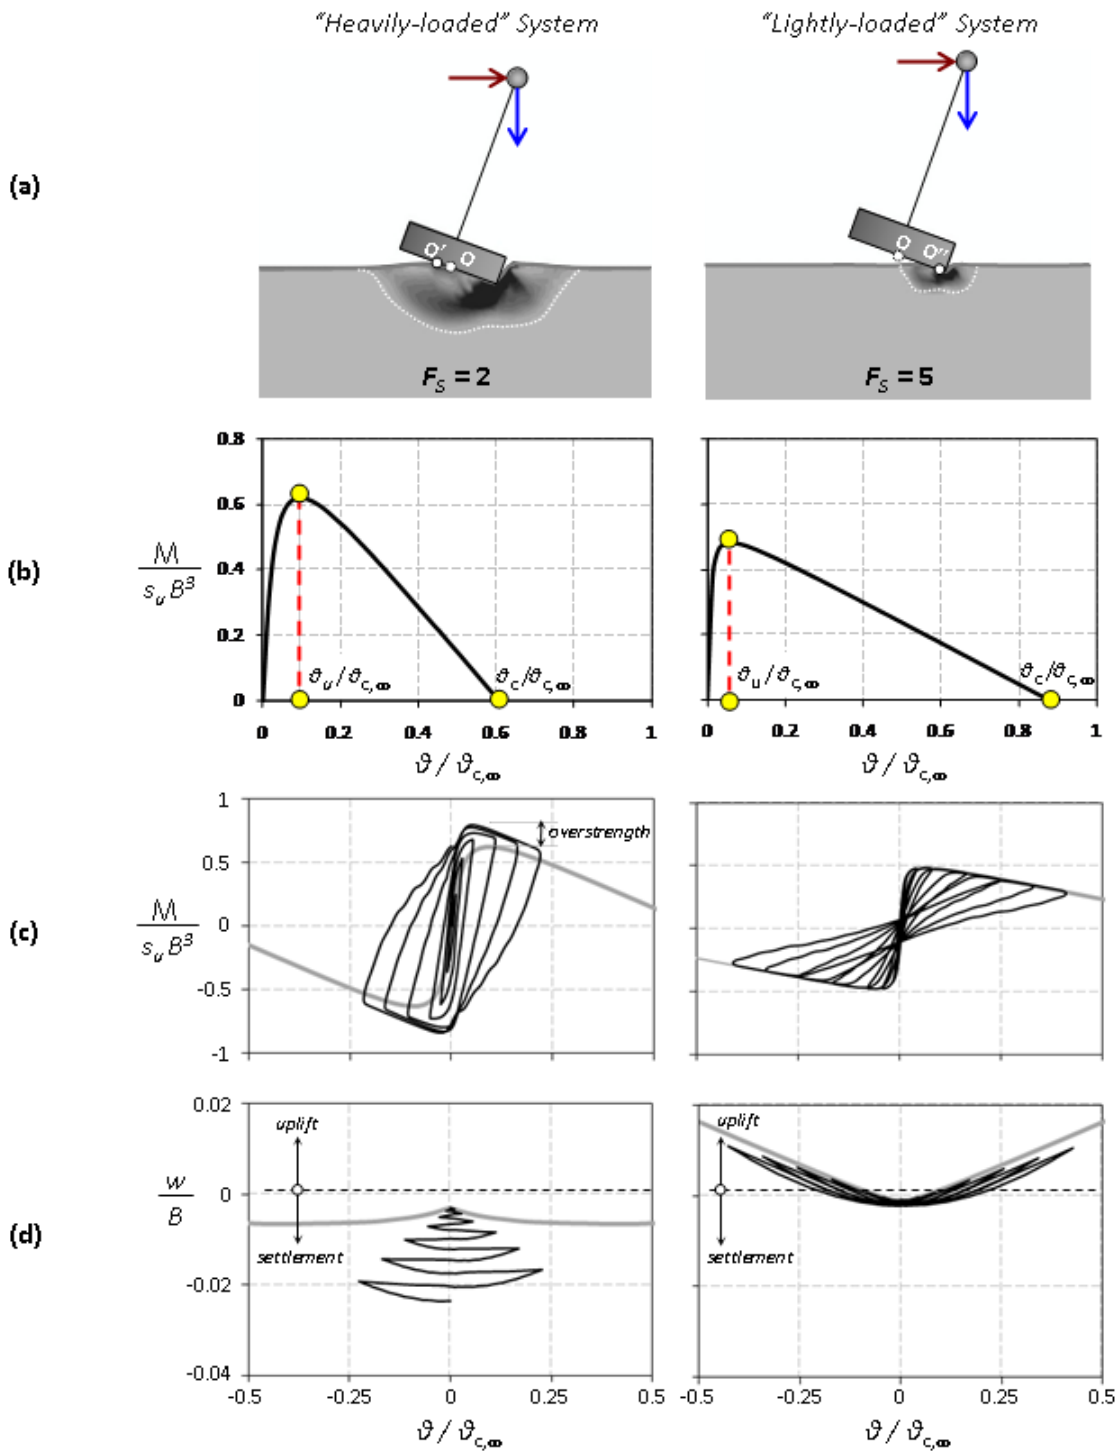 “Heavily-loaded” System
“Lightly-loaded” System
(a)
O′ O
O O″
F_S = 2
F_S = 5
(b)
M
s_u B³
0.8
0.6
0.4
0.2
0
ϑ_u/ϑ_c,∞
ϑ_c/ϑ_c,∞
ϑ_u/ϑ_c,∞
ϑ_c/ϑ_c,∞
0 0.2 0.4 0.6 0.8 1
0 0.2 0.4 0.6 0.8 1
ϑ / ϑ_c,∞
ϑ / ϑ_c,∞
(c)
M
s_u B³
1
0.5
0
-0.5
-1
overstrength
(d)
w
B
0.02
0
-0.02
-0.04
uplift
settlement
uplift
settlement
-0.5 -0.25 0 0.25 0.5
-0.25 0 0.25 0.5
ϑ / ϑ_c,∞
ϑ / ϑ_c,∞